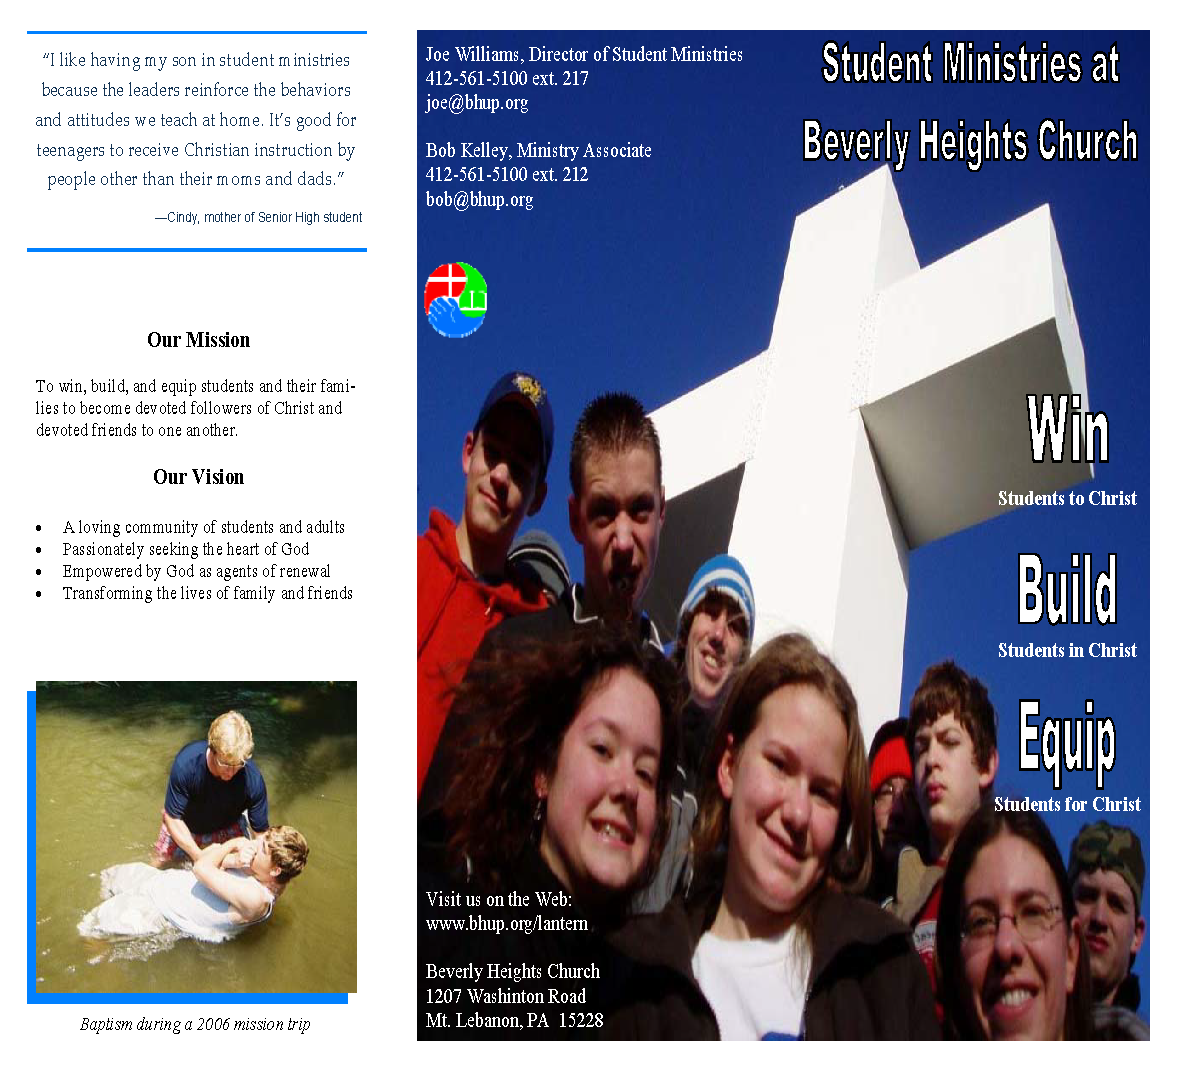 “I like having my son in student ministries
because the leaders reinforce the behaviors
and attitudes we teach at home. It’s good for
teenagers to receive Christian instruction by
people other than their moms and dads.”
—Cindy, mother of Senior High student
Our Mission
To win, build, and equip students and their fami-
lies to become devoted followers of Christ and
devoted friends to one another.
Our Vision
• A loving community of students and adults
• Passionately seeking the heart of God
• Empowered by God as agents of renewal
• Transforming the lives of family and friends
Baptism during a 2006 mission trip
Joe Williams, Director of Student Ministries
412-561-5100 ext. 217
joe@bhup.org
Bob Kelley, Ministry Associate
412-561-5100 ext. 212
bob@bhup.org
Student Ministries at
Beverly Heights Church
Win
Students to Christ
Build
Students in Christ
Equip
Students for Christ
Visit us on the Web:
www.bhup.org/lantern
Beverly Heights Church
1207 Washinton Road
Mt. Lebanon, PA 15228